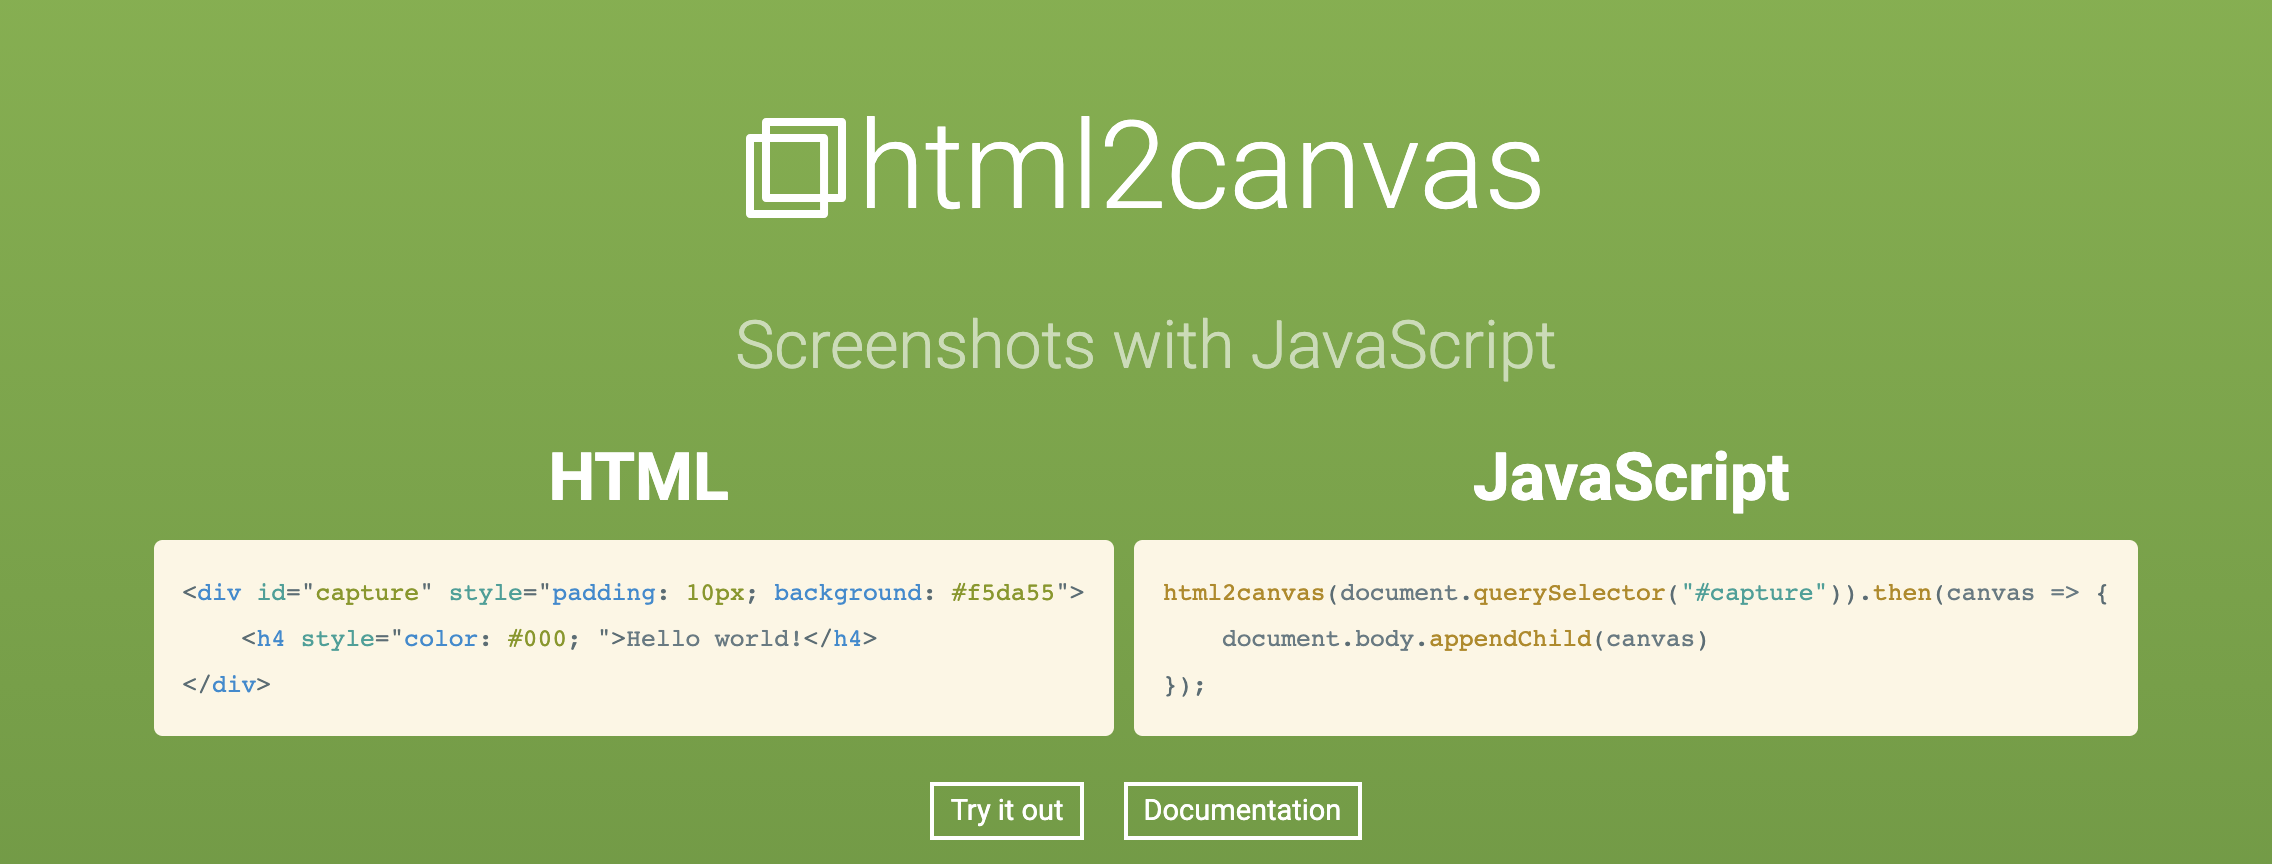 html2canvas
Screenshots with JavaScript
HTML
<div id="capture" style="padding: 10px; background: #f5da55">
    <h4 style="color: #000; ">Hello world!</h4>
</div>
JavaScript
html2canvas(document.querySelector("#capture")).then(canvas => {
    document.body.appendChild(canvas)
});
Try it out
Documentation